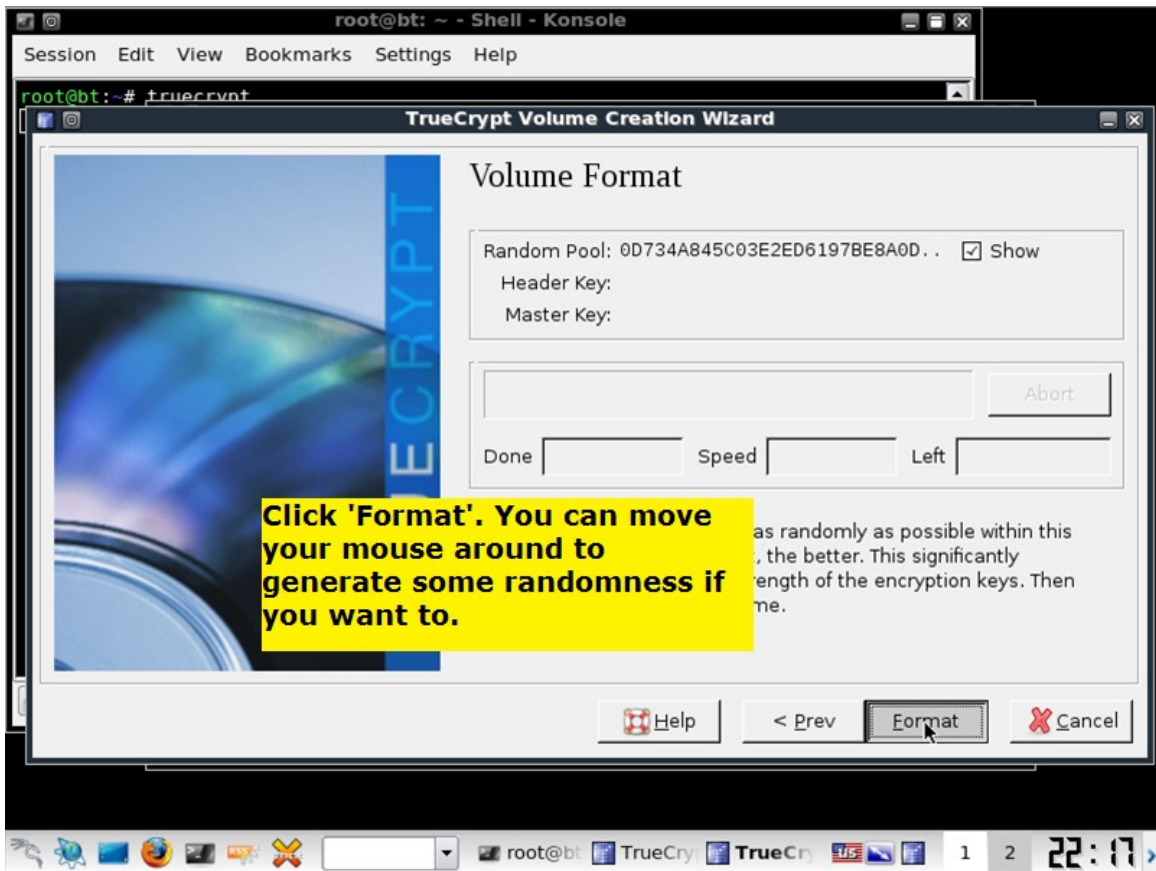 root@bt: ~ - Shell - Konsole
Session Edit View Bookmarks Settings Help
root@bt:~# truecrypt
TrueCrypt Volume Creation Wizard
Volume Format
Random Pool: 0D734A845C03E2ED6197BE8A0D.. Show
Header Key:
Master Key:
Abort
Done Speed Left
ECRYPT
Click 'Format'. You can move
your mouse around to
generate some randomness if
you want to.
as randomly as possible within this
, the better. This significantly
rength of the encryption keys. Then
me.
Help < Prev Format Cancel
root@bt TrueCry TrueCr US 1 2 22:17